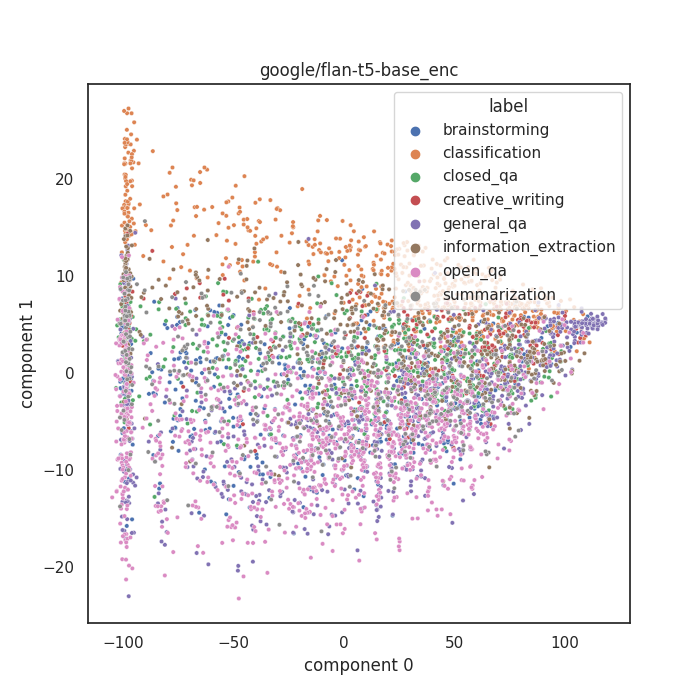 google/flan-t5-base_enc
label
brainstorming
classification
closed_qa
creative_writing
general_qa
information_extraction
open_qa
summarization
component 1
20
10
0
−10
−20
−100
−50
0
50
100
component 0